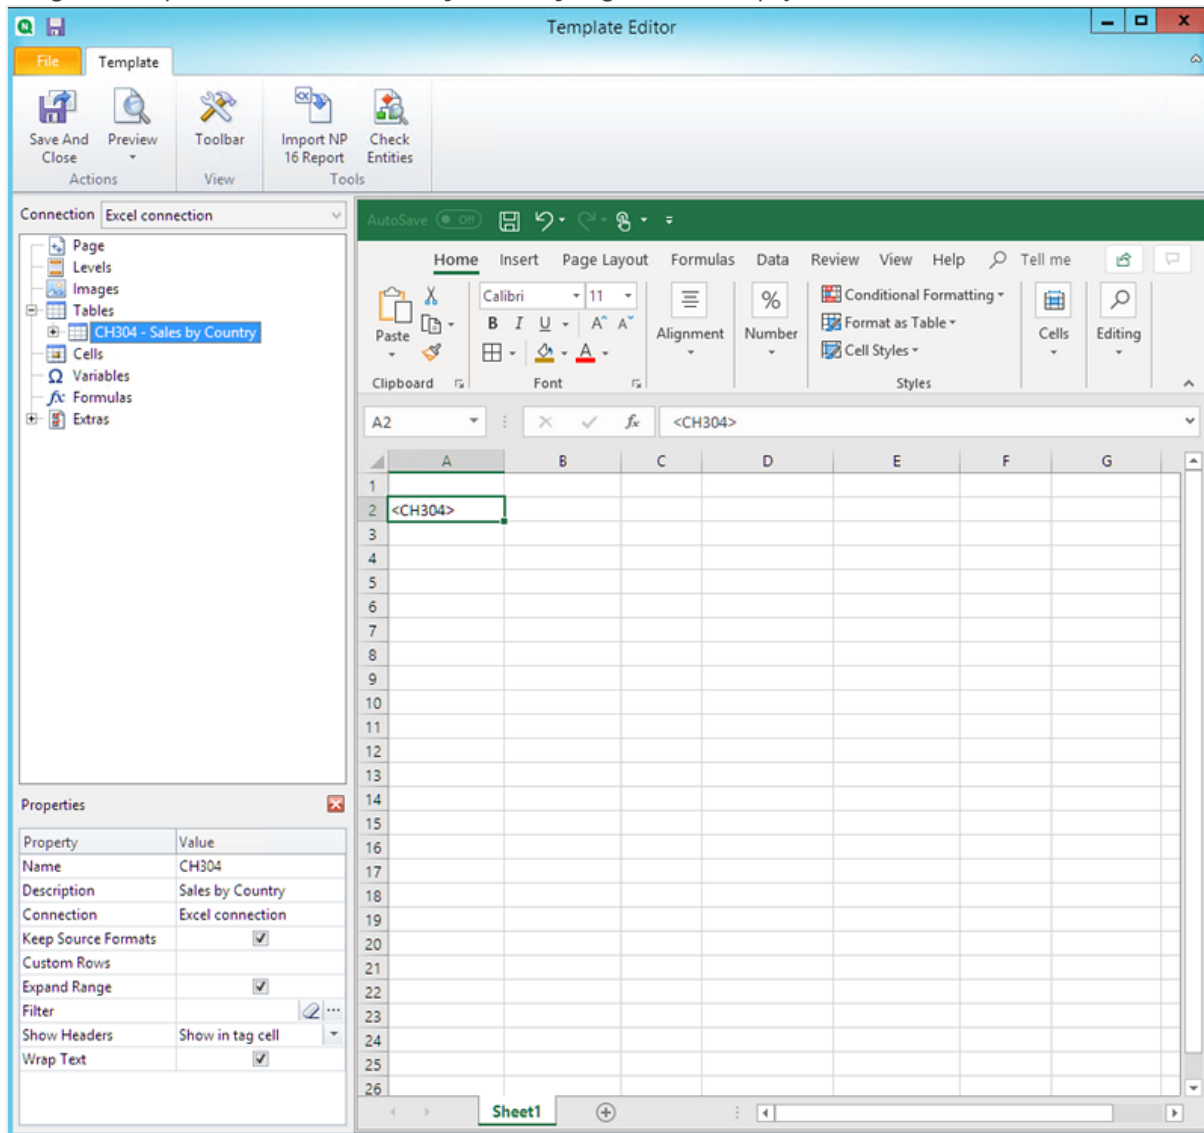 Template Editor
File Template
Save And Close
Preview
Toolbar
Import NP 16 Report
Check Entities
Actions View Tools
Connection Excel connection
Page
Levels
Images
Tables
CH304 - Sales by Country
Cells
Variables
Formulas
Extras
Properties
Property Value
Name CH304
Description Sales by Country
Connection Excel connection
Keep Source Formats
Custom Rows
Expand Range
Filter
Show Headers Show in tag cell
Wrap Text
AutoSave Off
Home Insert Page Layout Formulas Data Review View Help Tell me
Paste
Calibri 11
B I U A A
A
Alignment
%
Number
Conditional Formatting
Format as Table
Cell Styles
Cells
Editing
Clipboard Font Styles
A2 fx <CH304>
A B C D E F G
1
2 <CH304>
3
4
5
6
7
8
9
10
11
12
13
14
15
16
17
18
19
20
21
22
23
24
25
26
Sheet1